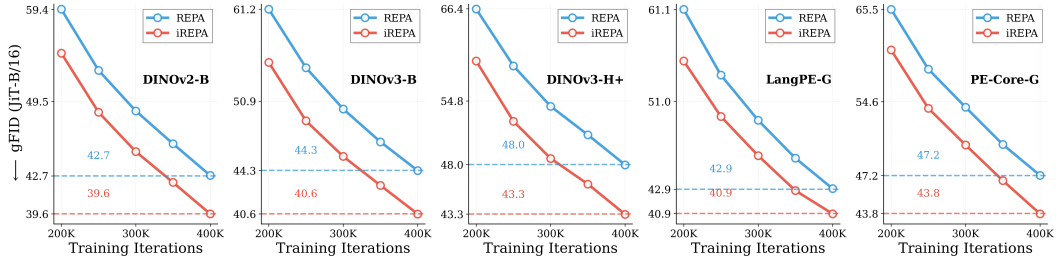 ← gFID (JiT-B/16)
59.4
49.5
42.7
39.6
REPA
iREPA
DINOv2-B
42.7
39.6
200K 300K 400K
Training Iterations
61.2
50.9
44.3
40.6
REPA
iREPA
DINOv3-B
44.3
40.6
200K 300K 400K
Training Iterations
66.4
54.8
48.0
43.3
REPA
iREPA
DINOv3-H+
48.0
43.3
200K 300K 400K
Training Iterations
61.1
51.0
42.9
40.9
REPA
iREPA
LangPE-G
42.9
40.9
200K 300K 400K
Training Iterations
65.5
54.6
47.2
43.8
REPA
iREPA
PE-Core-G
47.2
43.8
200K 300K 400K
Training Iterations